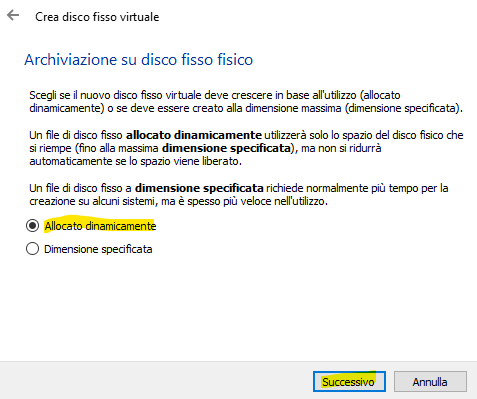 Crea disco fisso virtuale
Archiviazione su disco fisso fisico
Scegli se il nuovo disco fisso virtuale deve crescere in base all'utilizzo (allocato
dinamicamente) o se deve essere creato alla dimensione massima (dimensione specificata).
Un file di disco fisso allocato dinamicamente utilizzerà solo lo spazio del disco fisico che
si riempe (fino alla massima dimensione specificata), ma non si ridurrà
automaticamente se lo spazio viene liberato.
Un file di disco fisso a dimensione specificata richiede normalmente più tempo per la
creazione su alcuni sistemi, ma è spesso più veloce nell'utilizzo.
Allocato dinamicamente
Dimensione specificata
Successivo
Annulla